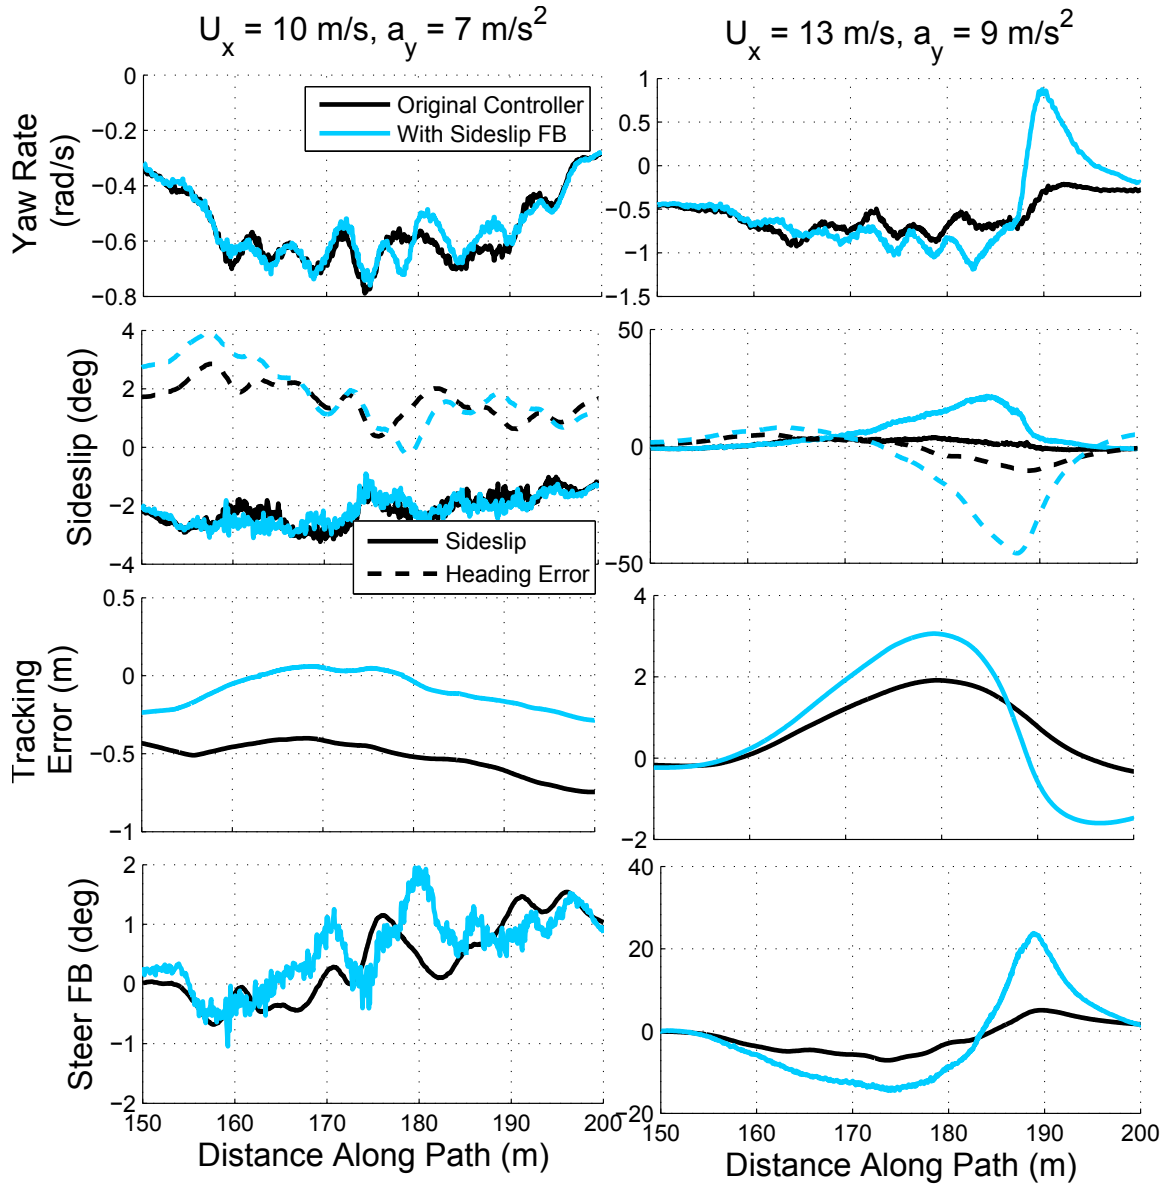 U_x = 10 m/s, a_y = 7 m/s²
U_x = 13 m/s, a_y = 9 m/s²
Yaw Rate
(rad/s)
0
−0.2
−0.4
−0.6
−0.8
Original Controller
With Sideslip FB
1
0.5
0
−0.5
−1
−1.5
Sideslip (deg)
4
2
0
−2
−4
Sideslip
Heading Error
50
0
−50
Tracking
Error (m)
0.5
0
−0.5
−1
4
2
0
−2
Steer FB (deg)
2
1
0
−1
−2
150 160 170 180 190 200
Distance Along Path (m)
40
20
0
−20
150 160 170 180 190 200
Distance Along Path (m)